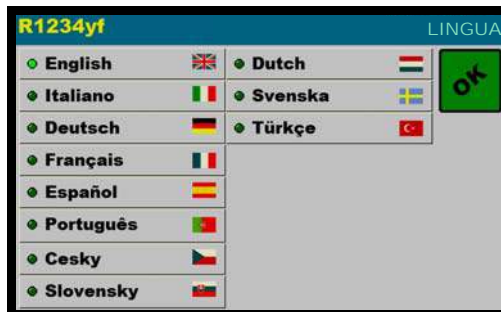 R1234yf
LINGUA
English
Italiano
Deutsch
Français
Español
Português
Cesky
Slovensky
Dutch
Svenska
Türkçe
OK